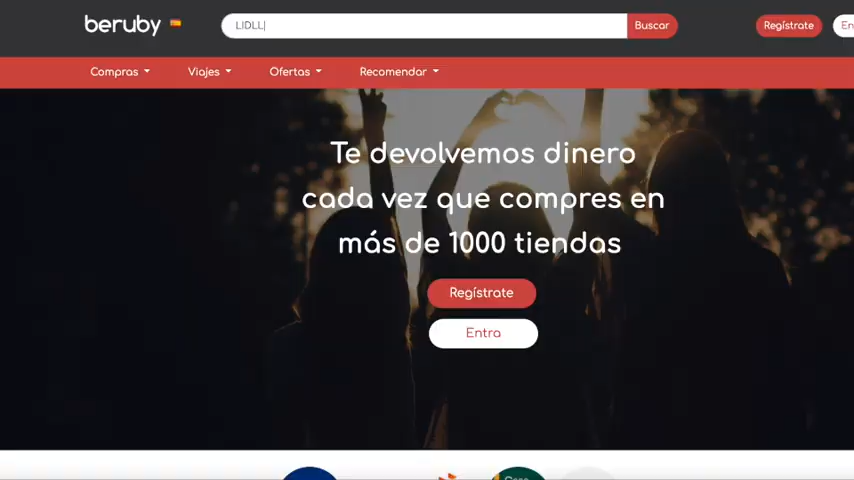 beruby
LIDLL
Buscar
Regístrate
En
Compras
Viajes
Ofertas
Recomendar
Te devolvemos dinero
cada vez que compres en
más de 1000 tiendas
Regístrate
Entra